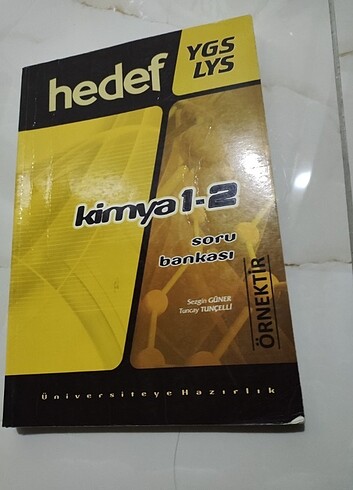 hedef
YGS
LYS
kimya 1-2
soru
bankası
Sezgin GÜNER
Tuncay TUNÇELLİ
ÖRNEKTİR
Üniversiteye Hazırlık